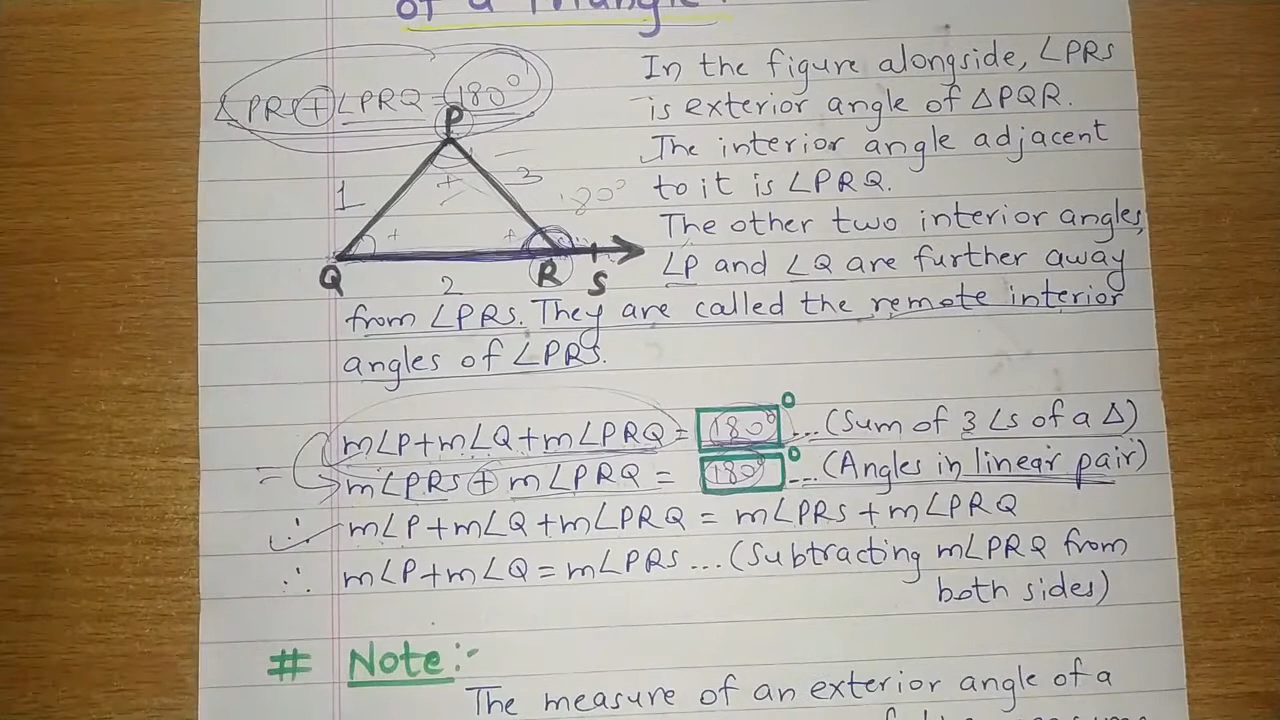 of a Triangle.
∠PRS + ∠PRQ = 180°
In the figure alongside, ∠PRS
is exterior angle of ΔPQR.
The interior angle adjacent
to it is ∠PRQ.
The other two interior angles,
∠P and ∠Q are further away
P
1
3
180°
Q
2
R
S
from ∠PRS. They are called the remote interior
angles of ∠PRS.
m∠P+m∠Q+m∠PRQ = 180° ° ...(Sum of 3 ∠s of a Δ)
m∠PRS + m∠PRQ = 180° ° ...(Angles in linear pair)
∴ m∠P+m∠Q+m∠PRQ = m∠PRS + m∠PRQ
∴ m∠P+m∠Q = m∠PRS ...(Subtracting m∠PRQ from
both sides)
# Note:-
The measure of an exterior angle of a